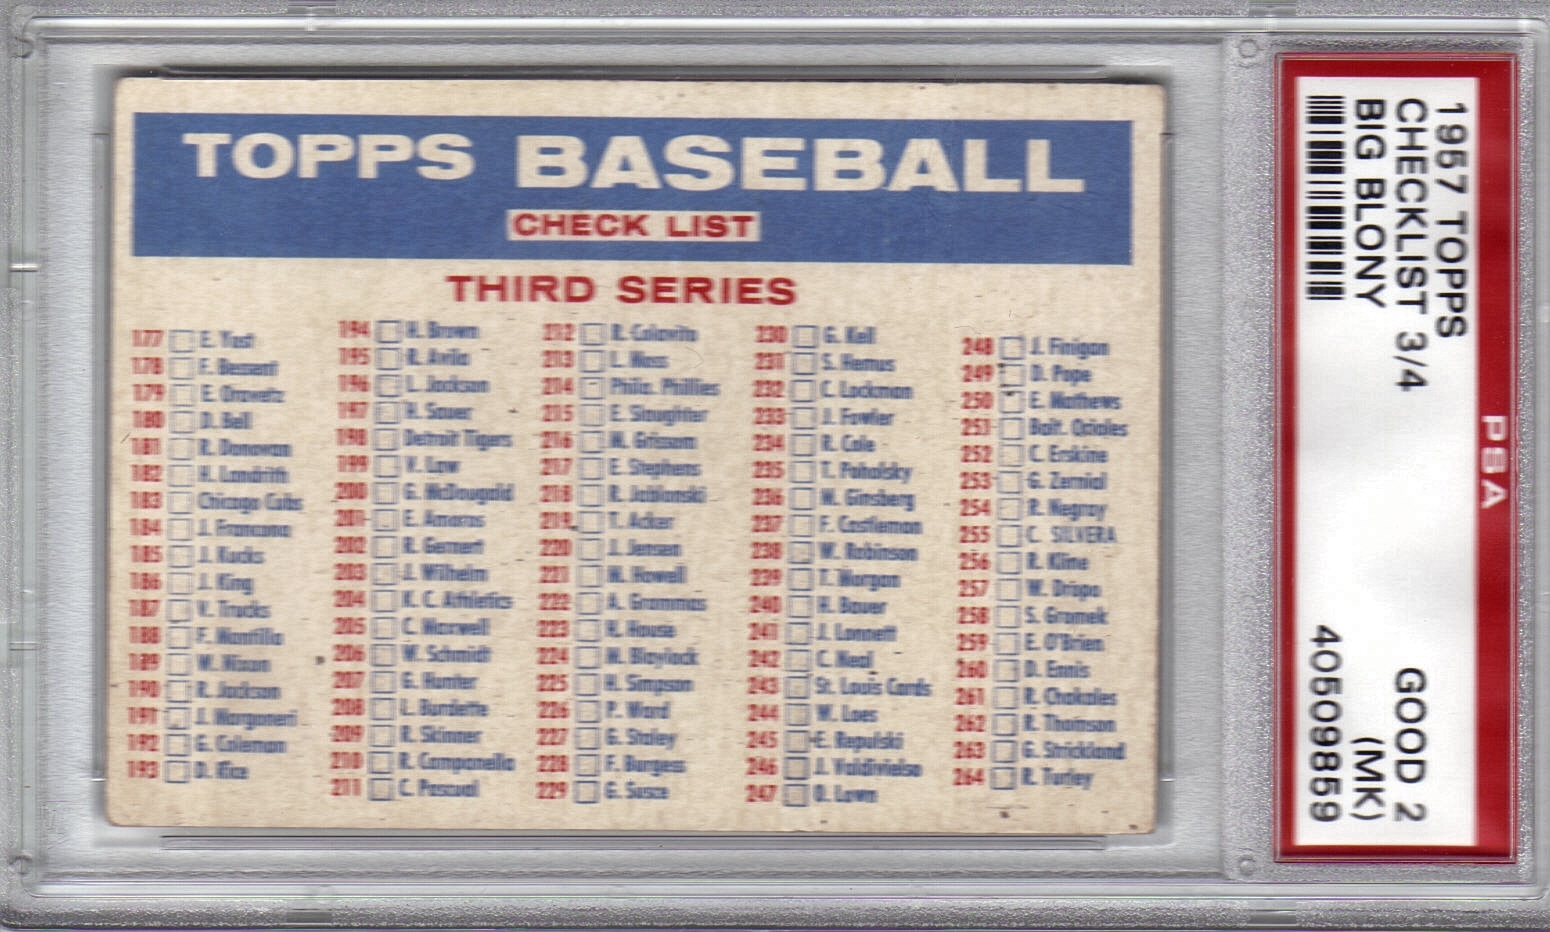 TOPPS BASEBALL
CHECK LIST
THIRD SERIES
177 E. Yost
178 F. Bessent
179 E. Oravetz
180 D. Bell
181 R. Donovan
182 H. Landrith
183 Chicago Cubs
184 J. Francona
185 J. Kucks
186 J. King
187 V. Trucks
188 F. Mantilla
189 W. Nixon
190 R. Jackson
191 J. Margoneri
192 G. Coleman
193 D. Rice
194 H. Brown
195 R. Avila
196 L. Jackson
197 H. Sauer
198 Detroit Tigers
199 V. Law
200 G. McDougald
201 E. Amoros
202 R. Gernert
203 J. Wilhelm
204 K. C. Athletics
205 C. Maxwell
206 W. Schmidt
207 G. Hunter
208 L. Burdette
209 R. Skinner
210 R. Campanella
211 C. Pascual
212 R. Colavito
213 L. Moss
214 Phila. Phillies
215 E. Slaughter
216 M. Grissom
217 E. Stephens
218 R. Jablonski
219 T. Acker
220 J. Jensen
221 M. Howell
222 A. Grammas
223 H. House
224 M. Blaylock
225 H. Simpson
226 P. Ward
227 G. Staley
228 F. Burgess
229 G. Susce
230 G. Kell
231 S. Hemus
232 C. Lockman
233 J. Fowler
234 R. Cole
235 T. Poholsky
236 M. Ginsberg
237 F. Castleman
238 W. Robinson
239 T. Morgan
240 H. Bauer
241 J. Lonnett
242 C. Neal
243 St. Louis Cards
244 W. Loes
245 E. Repulski
246 J. Valdivielso
247 O. Lown
248 J. Finigan
249 D. Pope
250 E. Mathews
251 Balt. Orioles
252 C. Erskine
253 G. Zernial
254 R. Negray
255 C. SILVERA
256 R. Kline
257 W. Dropo
258 S. Gromek
259 E. O'Brien
260 D. Ennis
261 R. Chakales
262 R. Thomson
263 G. Strickland
264 R. Turley
1957 TOPPS
CHECKLIST 3/4 GOOD 2
BIG BLONY (MK)
40509859
PSA